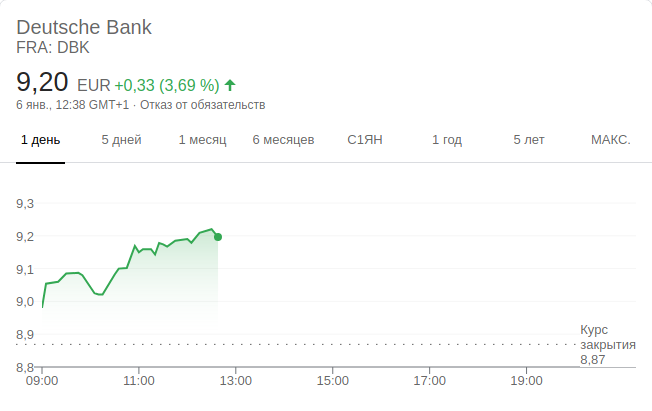 Deutsche Bank
FRA: DBK
9,20 EUR +0,33 (3,69 %)
6 янв., 12:38 GMT+1 · Отказ от обязательств
1 день 5 дней 1 месяц 6 месяцев С1ЯН 1 год 5 лет МАКС.
9,3
9,2
9,1
9,0
8,9
Курс
закрытия
8,87
8,8
09:00 11:00 13:00 15:00 17:00 19:00